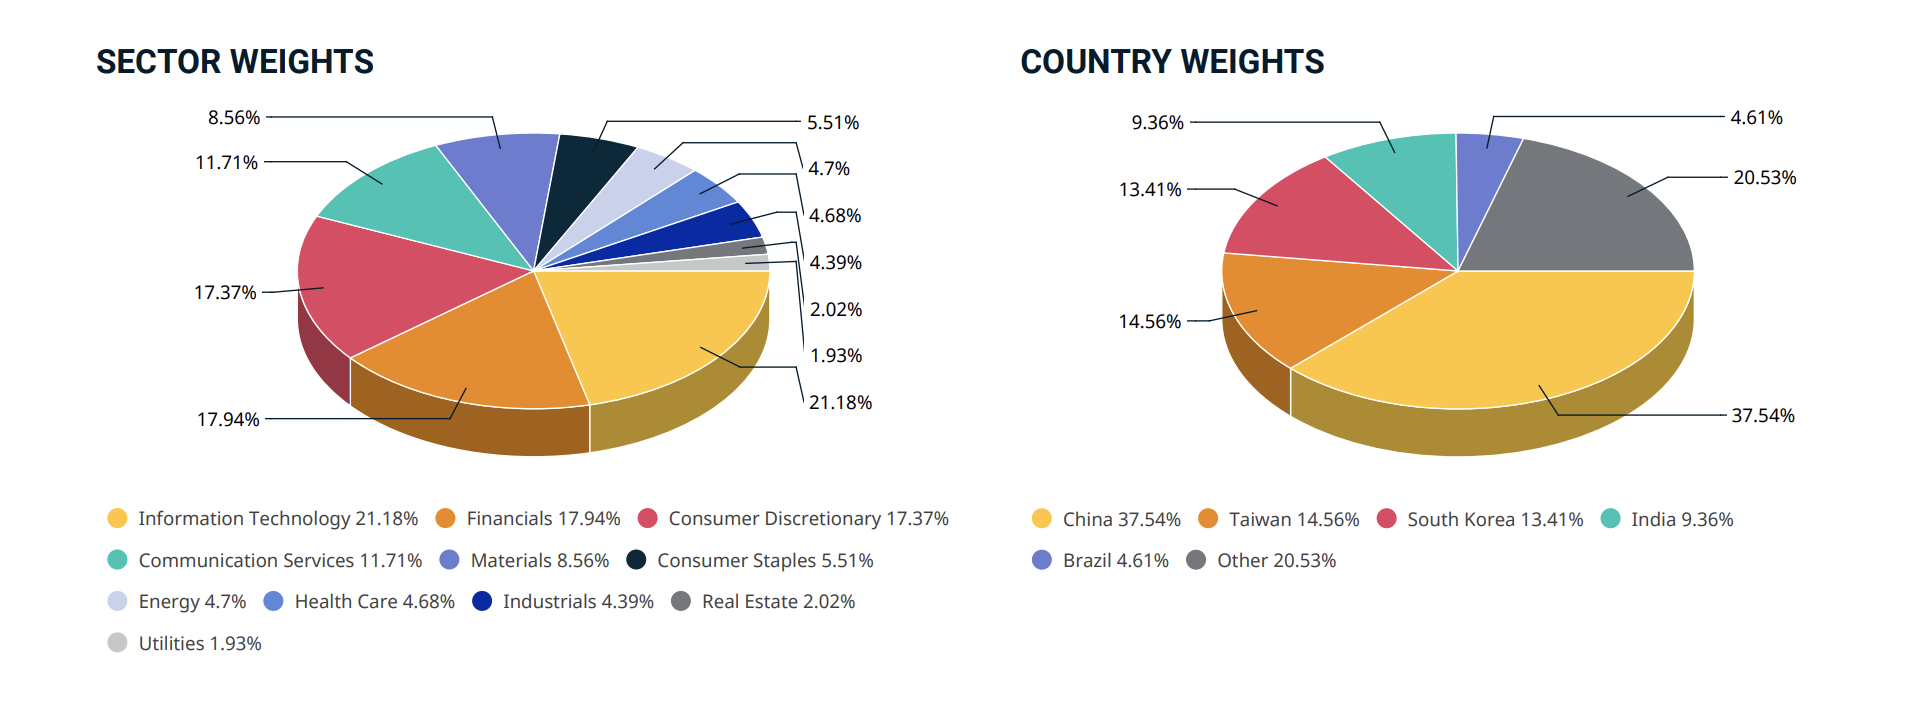 SECTOR WEIGHTS
8.56%
11.71%
17.37%
17.94%
5.51%
4.7%
4.68%
4.39%
2.02%
1.93%
21.18%
Information Technology 21.18% Financials 17.94% Consumer Discretionary 17.37%
Communication Services 11.71% Materials 8.56% Consumer Staples 5.51%
Energy 4.7% Health Care 4.68% Industrials 4.39% Real Estate 2.02%
Utilities 1.93%
COUNTRY WEIGHTS
9.36%
13.41%
14.56%
4.61%
20.53%
37.54%
China 37.54% Taiwan 14.56% South Korea 13.41% India 9.36%
Brazil 4.61% Other 20.53%